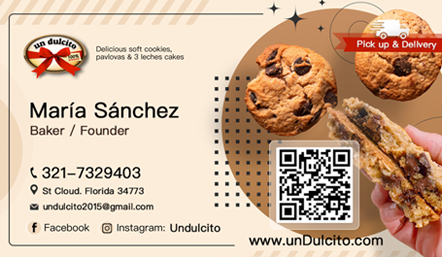 un dulcito
100%
Delicious soft cookies,
pavlovas & 3 leches cakes
Pick up & Delivery
María Sánchez
Baker / Founder
321-7329403
St Cloud. Florida 34773
undulcito2015@gmail.com
Facebook
Instagram: Undulcito
www.unDulcito.com